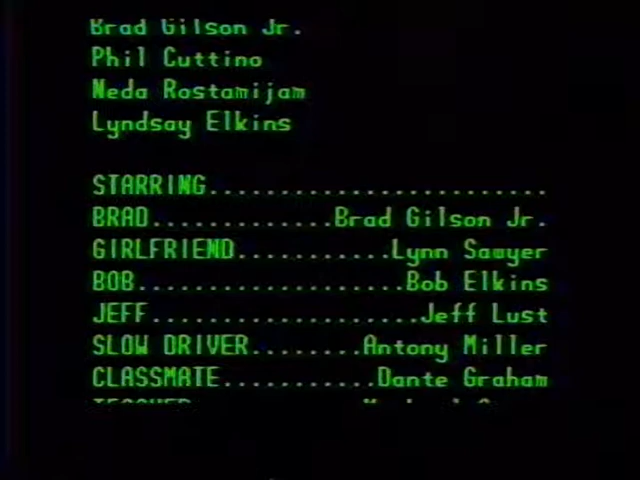 Brad Gilson Jr.
Phil Cuttino
Neda Rostamijam
Lyndsay Elkins
STARRING........................
BRAD.............Brad Gilson Jr.
GIRLFRIEND...........Lynn Sawyer
BOB...................Bob Elkins
JEFF...................Jeff Lust
SLOW DRIVER........Antony Miller
CLASSMATE...........Dante Graham